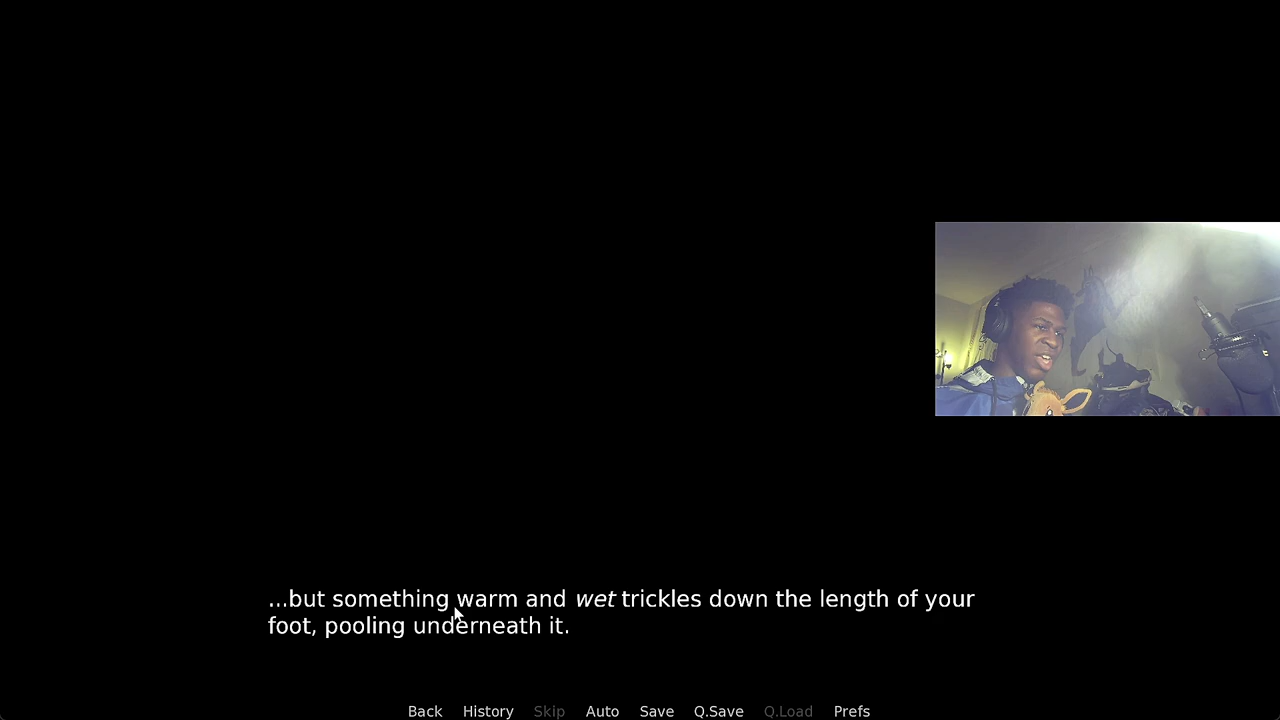 ...but something warm and wet trickles down the length of your
foot, pooling underneath it.
Back History Skip Auto Save Q.Save Q.Load Prefs